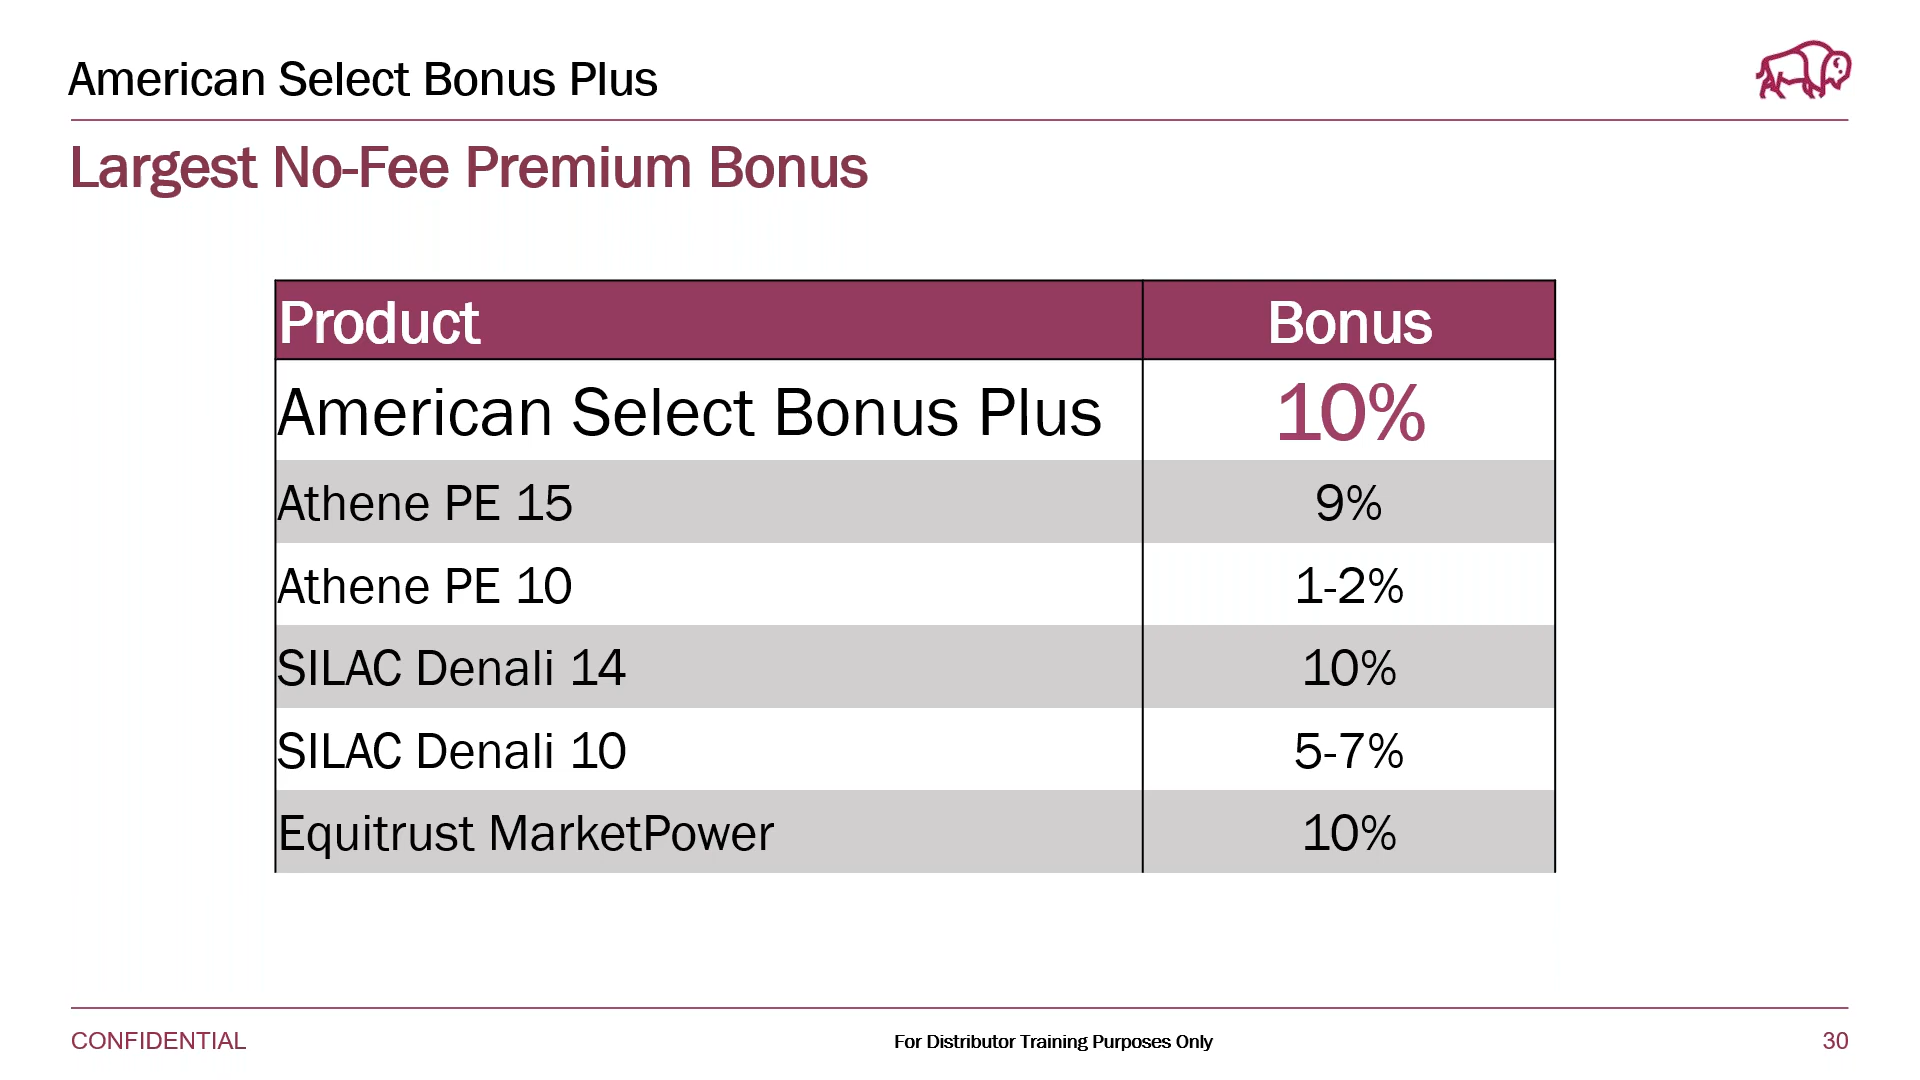 American Select Bonus Plus
Largest No-Fee Premium Bonus
Product Bonus
American Select Bonus Plus 10%
Athene PE 15 9%
Athene PE 10 1-2%
SILAC Denali 14 10%
SILAC Denali 10 5-7%
Equitrust MarketPower 10%
CONFIDENTIAL For Distributor Training Purposes Only 30